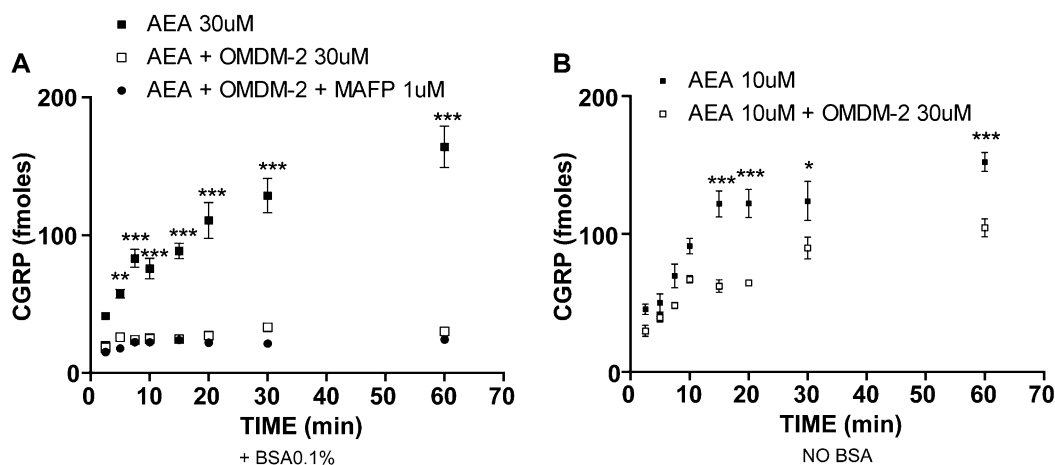 A
AEA 30uM
AEA + OMDM-2 30uM
AEA + OMDM-2 + MAFP 1uM
200
100
0
CGRP (fmoles)
**
***
***
***
***
***
***
0 10 20 30 40 50 60 70
TIME (min)
+ BSA0.1%
B
AEA 10uM
AEA 10uM + OMDM-2 30uM
200
100
0
CGRP (fmoles)
***
***
*
***
0 10 20 30 40 50 60 70
TIME (min)
NO BSA